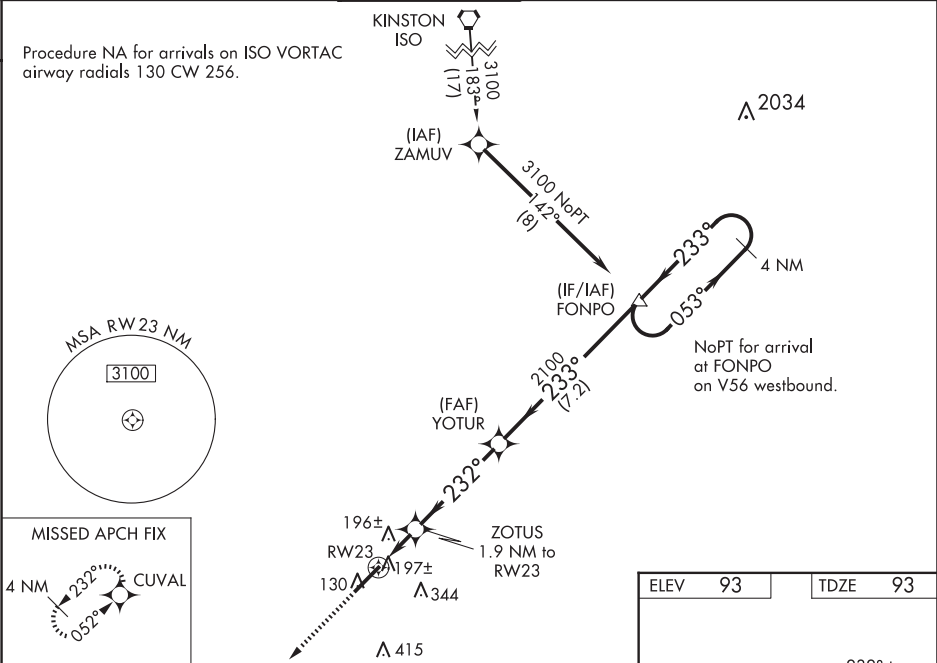 KINSTON
ISO
Procedure NA for arrivals on ISO VORTAC
airway radials 130 CW 256.
3100
183°
(17)
2034
(IAF)
ZAMUV
3100 NoPT
142°
(8)
233°
4 NM
053°
(IF/IAF)
FONPO
NoPT for arrival
at FONPO
on V56 westbound.
MSA RW23 NM
3100
2100
233°
(7.2)
(FAF)
YOTUR
232°
196±
ZOTUS
1.9 NM to
RW23
RW23
197±
130
344
415
MISSED APCH FIX
4 NM
232°
CUVAL
052°
ELEV 93
TDZE 93